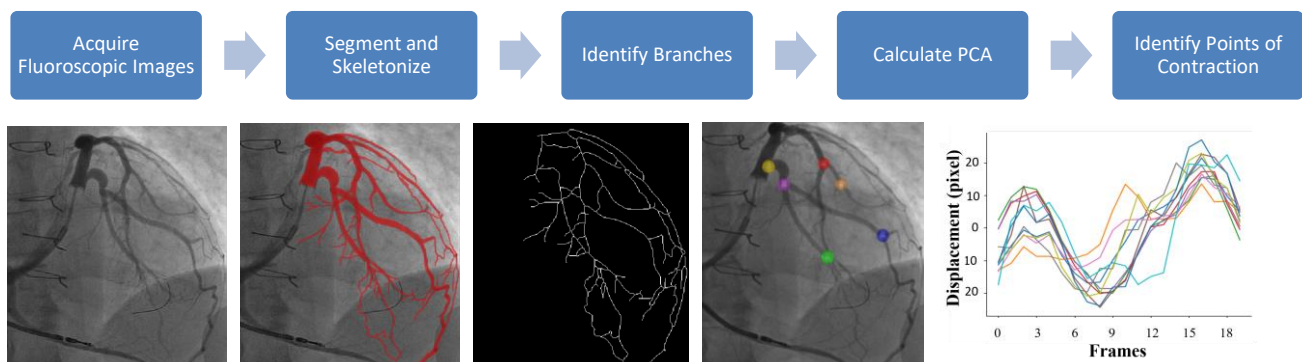 Acquire
Fluoroscopic Images
Segment and
Skeletonize
Identify Branches
Calculate PCA
Identify Points of
Contraction
Displacement (pixel)
20
10
0
10
20
0 3 6 9 12 15 18
Frames